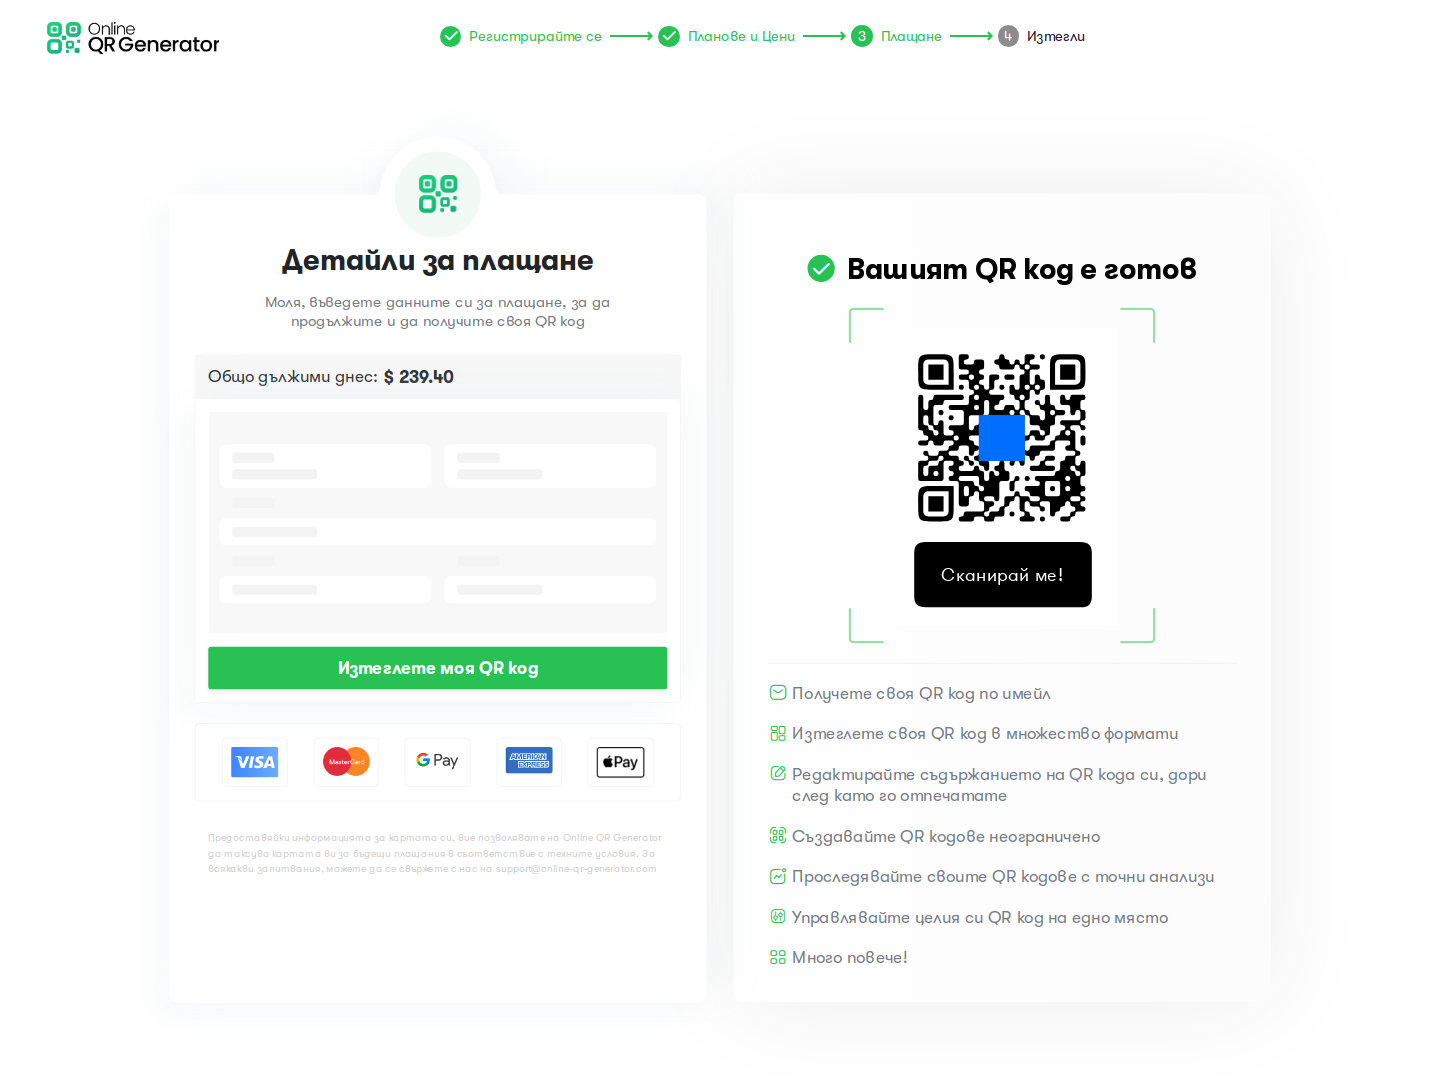 Online
QR Generator
Регистрирайте се
Планове и Цени
3 Плащане
4 Изтегли
Детайли за плащане
Моля, въведете данните си за плащане, за да
продължите и да получите своя QR код
Общо дължими днес: $ 239.40
Изтеглете моя QR код
VISA
MasterCard
G Pay
AMERICAN
EXPRESS
Pay
Предоставяйки информацията за картата си, вие позволявате на Online QR Generator
да таксува картата ви за бъдещи плащания в съответствие с техните условия. За
всякакви запитвания, можете да се свържете с нас на support@online-qr-generator.com
Вашият QR код е готов
Сканирай ме!
Получете своя QR код по имейл
Изтеглете своя QR код в множество формати
Редактирайте съдържанието на QR кода си, дори
след като го отпечатате
Създавайте QR кодове неограничено
Проследявайте своите QR кодове с точни анализи
Управлявайте целия си QR код на едно място
Много повече!